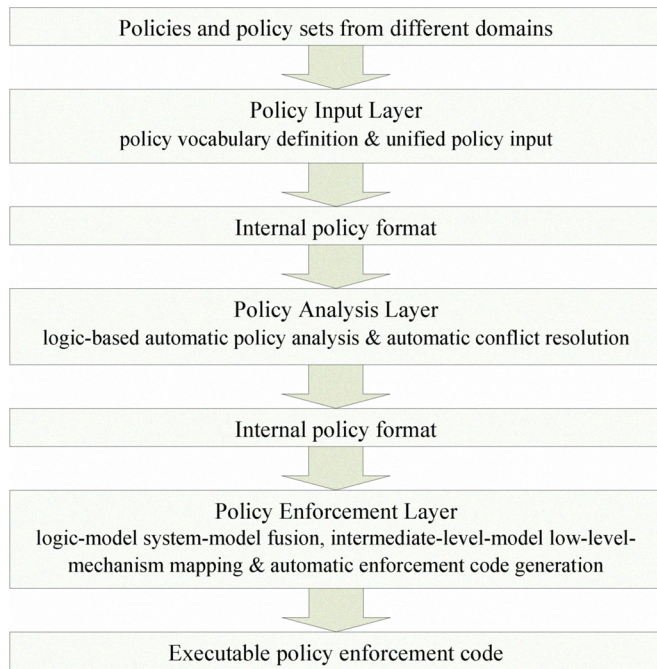 Policies and policy sets from different domains
Policy Input Layer
policy vocabulary definition & unified policy input
Internal policy format
Policy Analysis Layer
logic-based automatic policy analysis & automatic conflict resolution
Internal policy format
Policy Enforcement Layer
logic-model system-model fusion, intermediate-level-model low-level-
mechanism mapping & automatic enforcement code generation
Executable policy enforcement code